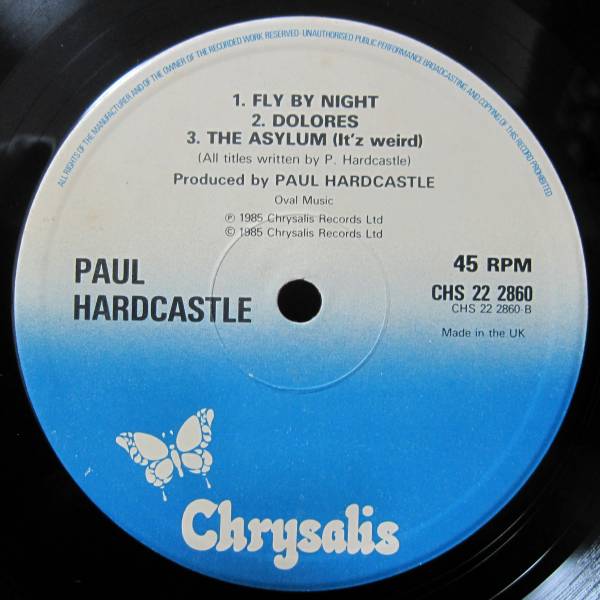 ALL RIGHTS OF THE MANUFACTURER AND OF THE OWNER OF THE RECORDED WORK RESERVED · UNAUTHORISED PUBLIC PERFORMANCE BROADCASTING AND COPYING OF THIS RECORD PROHIBITED
1. FLY BY NIGHT
2. DOLORES
3. THE ASYLUM (It'z weird)
(All titles written by P. Hardcastle)
Produced by PAUL HARDCASTLE
Oval Music
℗ 1985 Chrysalis Records Ltd
© 1985 Chrysalis Records Ltd
PAUL
HARDCASTLE
45 RPM
CHS 22 2860
CHS 22 2860-B
Made in the UK
Chrysalis